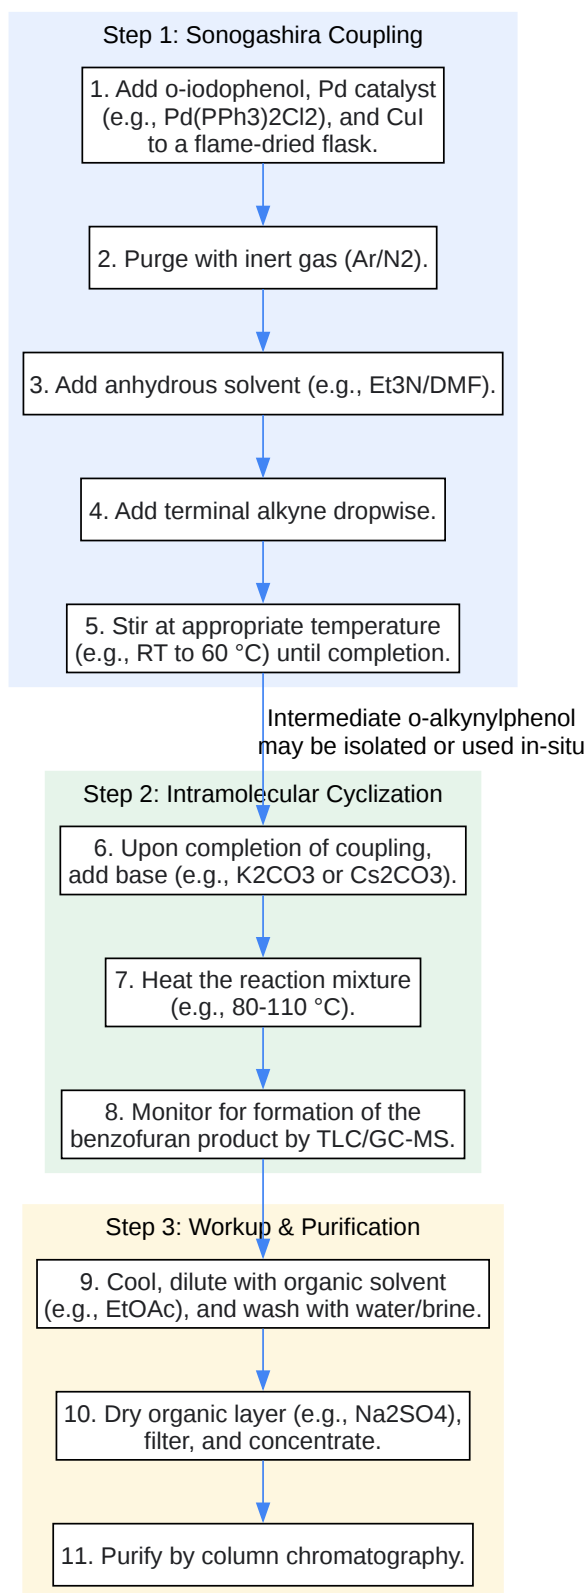 Step 1: Sonogashira Coupling
1. Add o-iodophenol, Pd catalyst
(e.g., Pd(PPh3)2Cl2), and CuI
to a flame-dried flask.
2. Purge with inert gas (Ar/N2).
3. Add anhydrous solvent (e.g., Et3N/DMF).
4. Add terminal alkyne dropwise.
5. Stir at appropriate temperature
(e.g., RT to 60 °C) until completion.
Intermediate o-alkynylphenol
may be isolated or used in-situ
Step 2: Intramolecular Cyclization
6. Upon completion of coupling,
add base (e.g., K2CO3 or Cs2CO3).
7. Heat the reaction mixture
(e.g., 80-110 °C).
8. Monitor for formation of the
benzofuran product by TLC/GC-MS.
Step 3: Workup & Purification
9. Cool, dilute with organic solvent
(e.g., EtOAc), and wash with water/brine.
10. Dry organic layer (e.g., Na2SO4),
filter, and concentrate.
11. Purify by column chromatography.